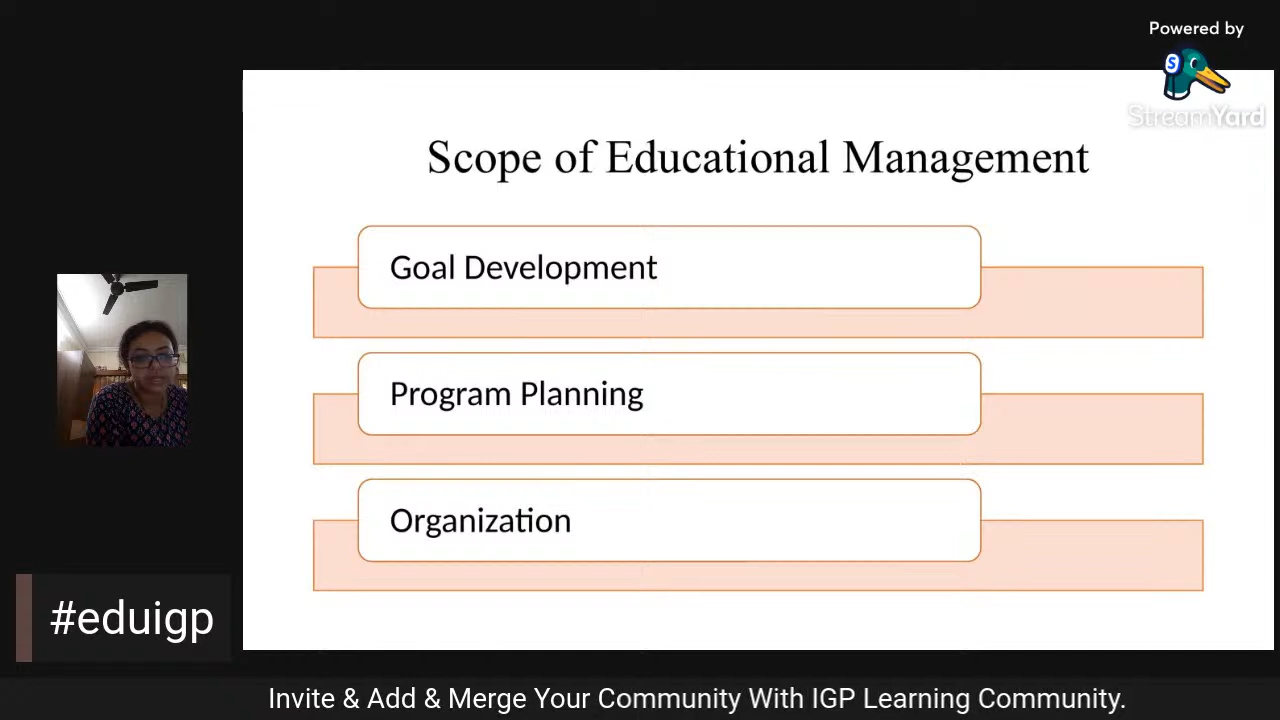 Powered by
StreamYard
Scope of Educational Management
Goal Development
Program Planning
Organization
#eduigp
Invite & Add & Merge Your Community With IGP Learning Community.